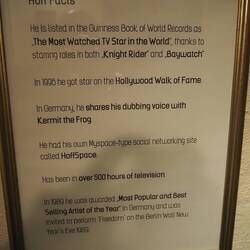 Hoff Facts
He is listed in the Guinness Book of World Records as
„The Most Watched TV Star in the World", thanks to
starring roles in both „Knight Rider" and „Baywatch"
In 1996 he got star on the Hollywood Walk of Fame
In Germany, he shares his dubbing voice with
Kermit the Frog
He had his own Myspace-type social networking site
called HoffSpace
Has been in over 500 hours of television
In 1989 he was awarded „Most Popular and Best
Selling Artist of the Year" in Germany and was
invited to perform "Freedom" on the Berlin Wall New
Year's Eve 1989